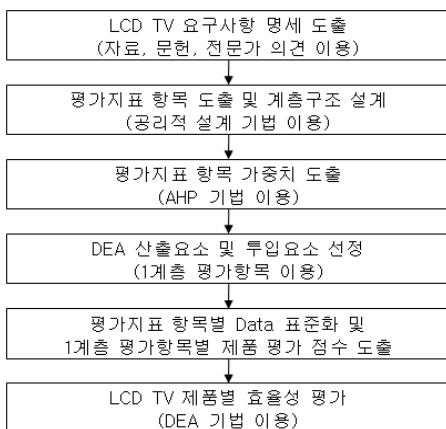 LCD TV 요구사항 명세 도출
(자료, 문헌, 전문가 의견 이용)
평가지표 항목 도출 및 계층구조 설계
(공리적 설계 기법 이용)
평가지표 항목 가중치 도출
(AHP 기법 이용)
DEA 산출요소 및 투입요소 선정
(1계층 평가항목 이용)
평가지표 항목별 Data 표준화 및
1계층 평가항목별 제품 평가 점수 도출
LCD TV 제품별 효율성 평가
(DEA 기법 이용)